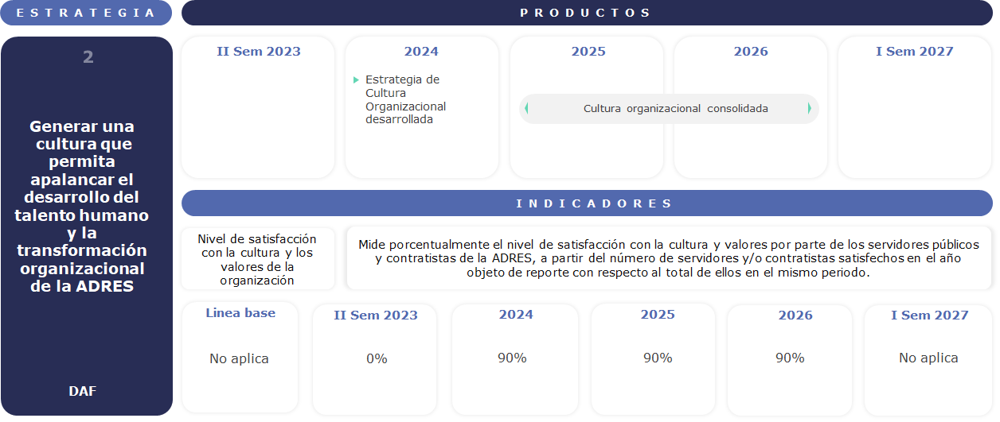 ESTRATEGIA
PRODUCTOS
2
Generar una
cultura que
permita
apalancar el
desarrollo del
talento humano
y la
transformación
organizacional
de la ADRES
DAF
II Sem 2023
2024
2025
2026
I Sem 2027
Estrategia de
Cultura
Organizacional
desarrollada
Cultura organizacional consolidada
INDICADORES
Nivel de satisfacción
con la cultura y los
valores de la
organización
Mide porcentualmente el nivel de satisfacción con la cultura y valores por parte de los servidores públicos
y contratistas de la ADRES, a partir del número de servidores y/o contratistas satisfechos en el año
objeto de reporte con respecto al total de ellos en el mismo periodo.
Linea base
II Sem 2023
2024
2025
2026
I Sem 2027
No aplica
0%
90%
90%
90%
No aplica